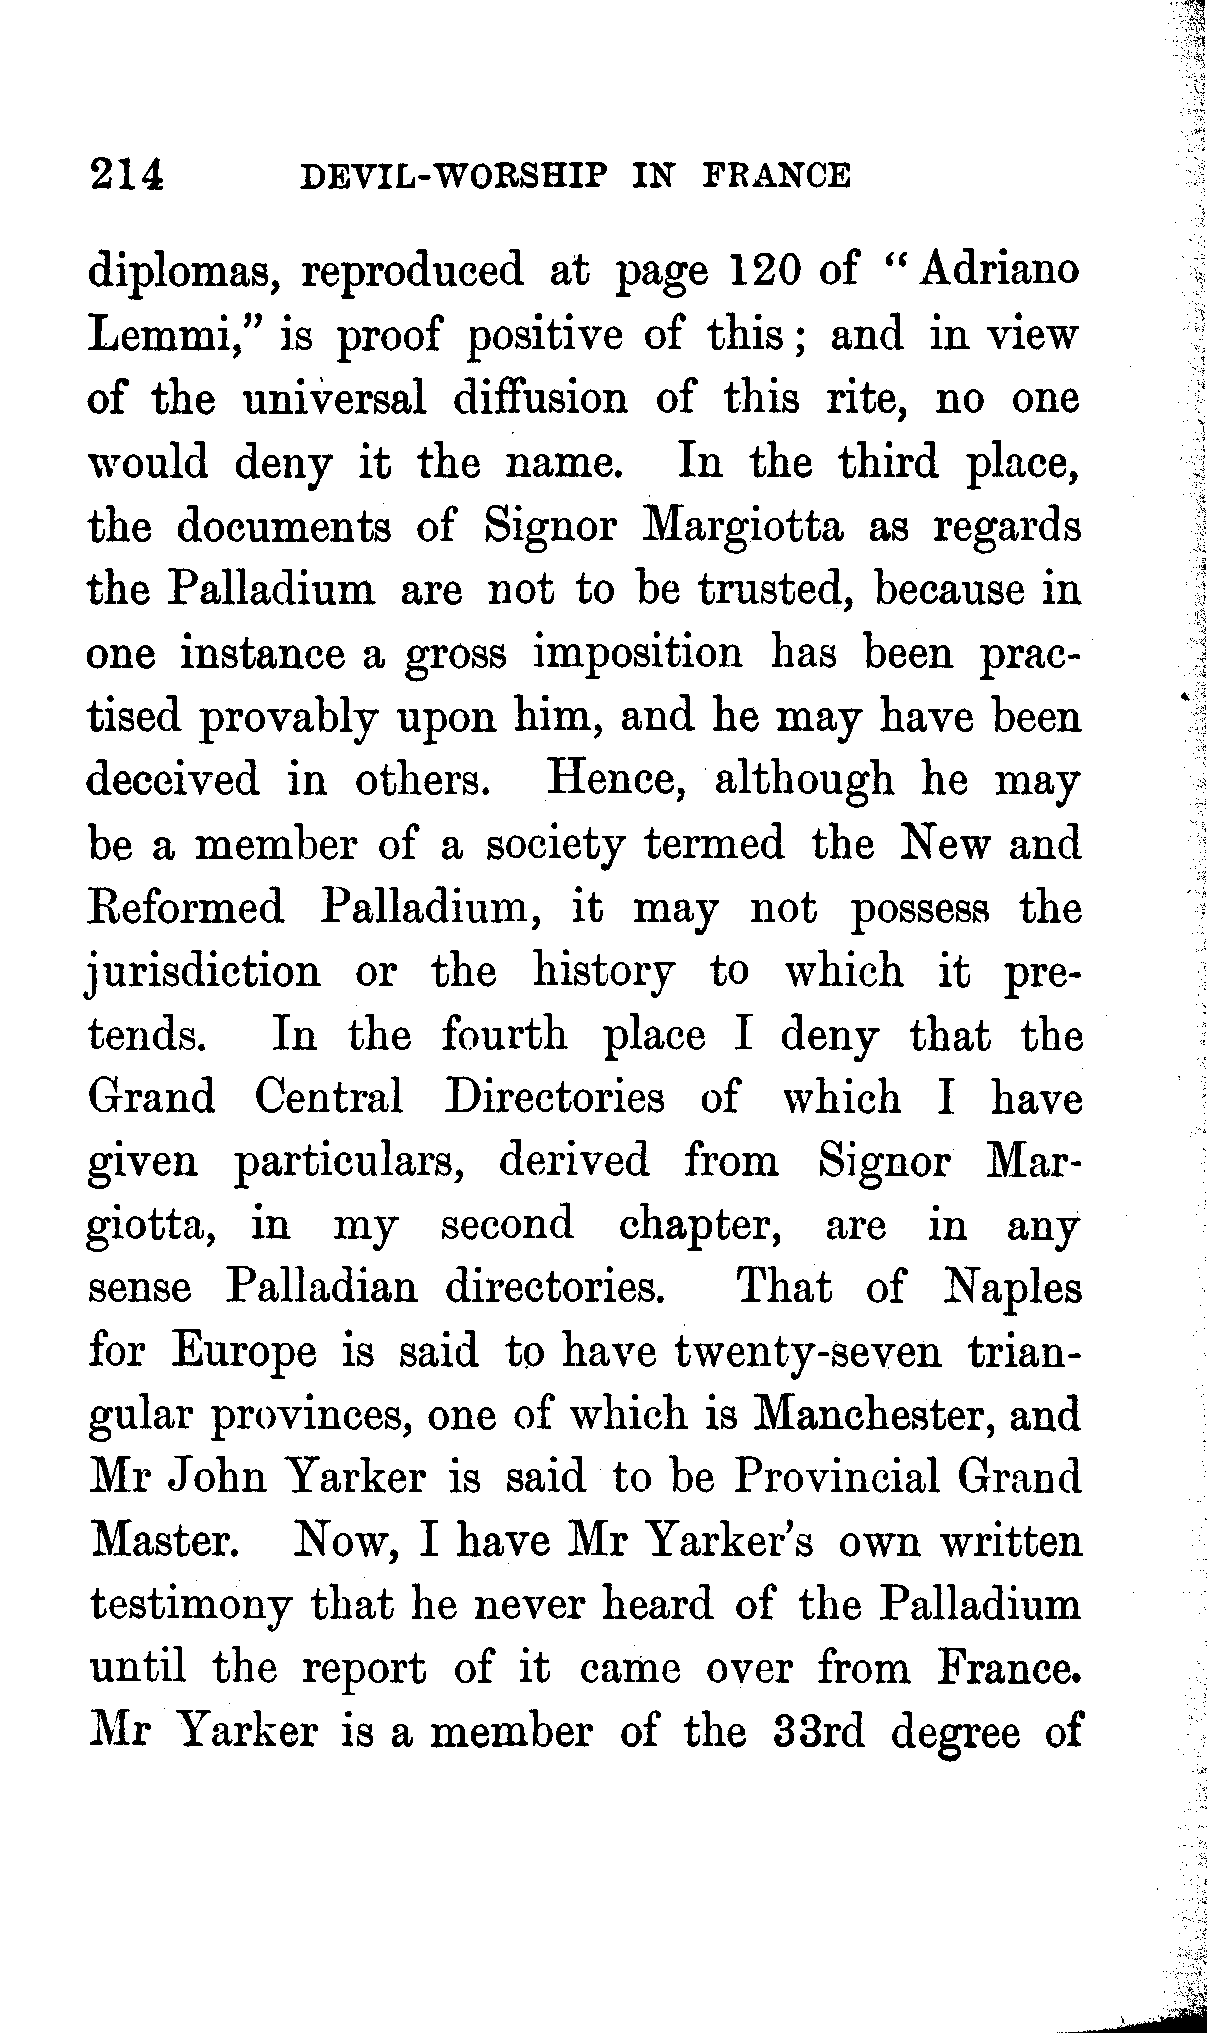 214 DEVIL-WORSHIP IN FRANCE
diplomas, reproduced at page 120 of “ Adriano
Lemmi,” is proof positive of this ; and in view
of the universal diffusion of this rite, no one
would deny it the name. In the third place,
the documents of Signor Margiotta as regards
the Palladium are not to be trusted, because in
one instance a gross imposition has been prac-
tised provably upon him, and he may have been
deceived in others. Hence, although he may
be a member of a society termed the New and
Reformed Palladium, it may not possess the
jurisdiction or the history to which it pre-
tends. In the fourth place I deny that the
Grand Central Directories of which I have
given particulars, derived from Signor Mar-
giotta, in my second chapter, are in any
sense Palladian directories. That of Naples
for Europe is said to have twenty-seven trian-
gular provinces, one of which is Manchester, and
Mr John Yarker is said to be Provincial Grand
Master. Now, I have Mr Yarker’s own written
testimony that he never heard of the Palladium
until the report of it came over from France.
Mr Yarker is a member of the 33rd degree of